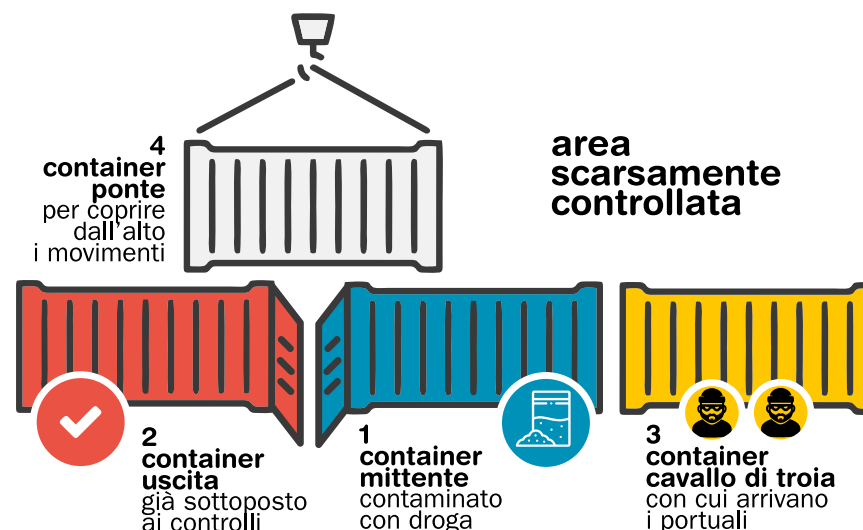 4
container
ponte
per coprire
dall'alto
i movimenti
area
scarsamente
controllata
2
container
uscita
già sottoposto
ai controlli
1
container
mittente
contaminato
con droga
3
container
cavallo di troia
con cui arrivano
i portuali